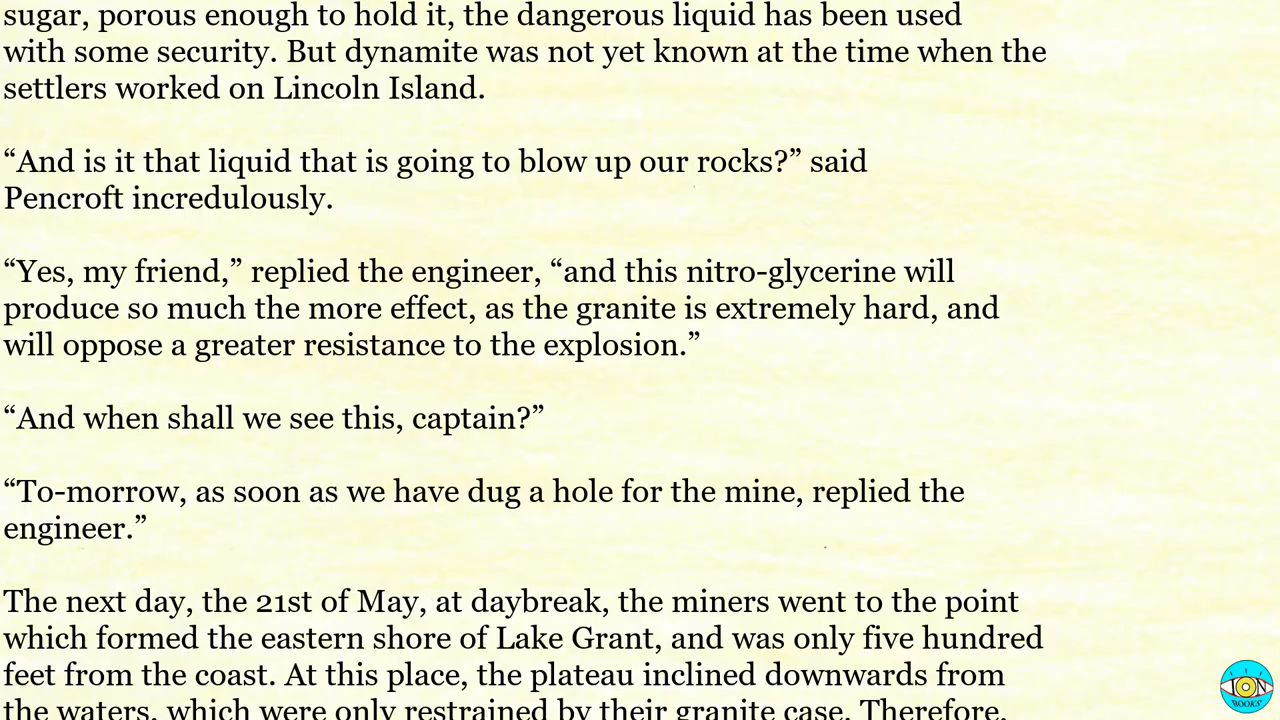 sugar, porous enough to hold it, the dangerous liquid has been used
with some security. But dynamite was not yet known at the time when the
settlers worked on Lincoln Island.
“And is it that liquid that is going to blow up our rocks?” said
Pencroft incredulously.
“Yes, my friend,” replied the engineer, “and this nitro-glycerine will
produce so much the more effect, as the granite is extremely hard, and
will oppose a greater resistance to the explosion.”
“And when shall we see this, captain?”
“To-morrow, as soon as we have dug a hole for the mine, replied the
engineer.”
The next day, the 21st of May, at daybreak, the miners went to the point
which formed the eastern shore of Lake Grant, and was only five hundred
feet from the coast. At this place, the plateau inclined downwards from
the waters, which were only restrained by their granite case. Therefore,
ION
BOOKS